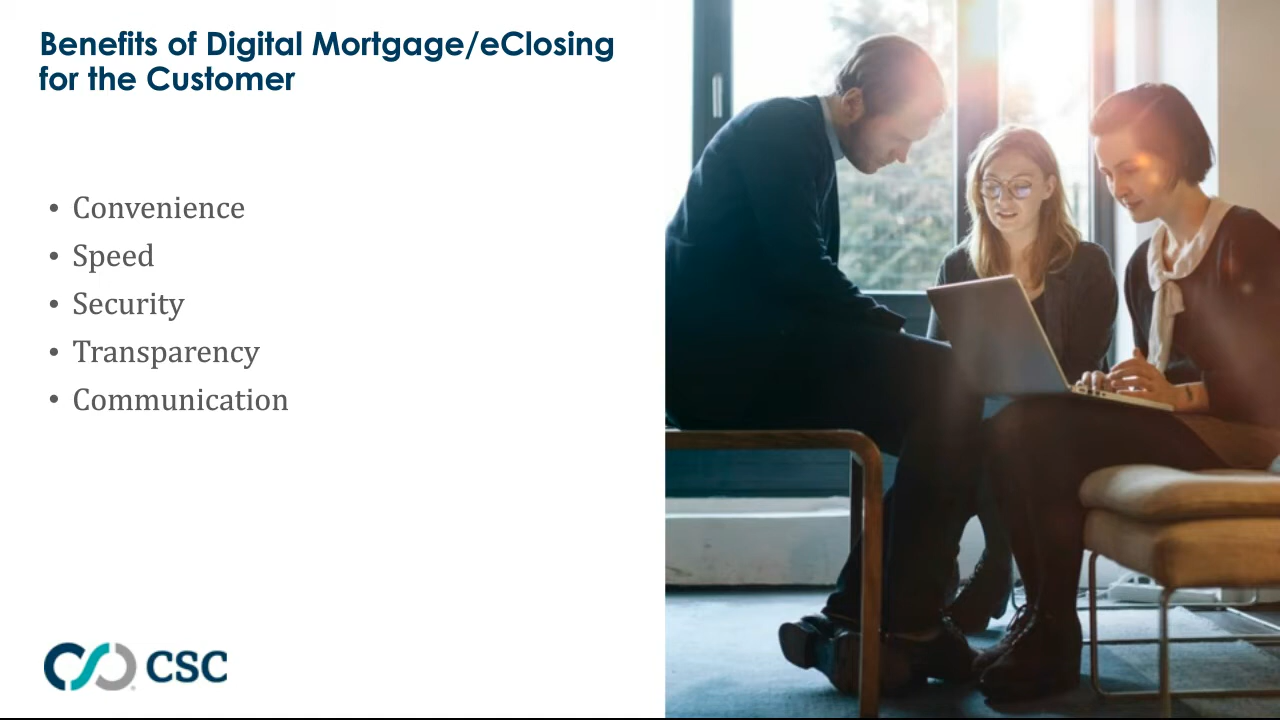 Benefits of Digital Mortgage/eClosing
for the Customer
• Convenience
• Speed
• Security
• Transparency
• Communication
CSC